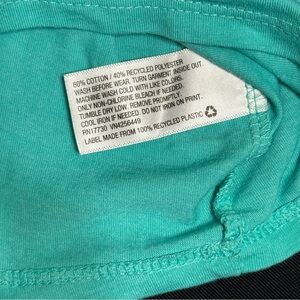 60% COTTON / 40% RECYCLED POLYESTER
WASH BEFORE WEAR. TURN GARMENT INSIDE OUT.
MACHINE WASH COLD WITH LIKE COLORS.
ONLY NON-CHLORINE BLEACH IF NEEDED.
TUMBLE DRY LOW. REMOVE PROMPTLY.
COOL IRON IF NEEDED. DO NOT IRON ON PRINT.
RN17730 VN4256449
LABEL MADE FROM 100% RECYCLED PLASTIC